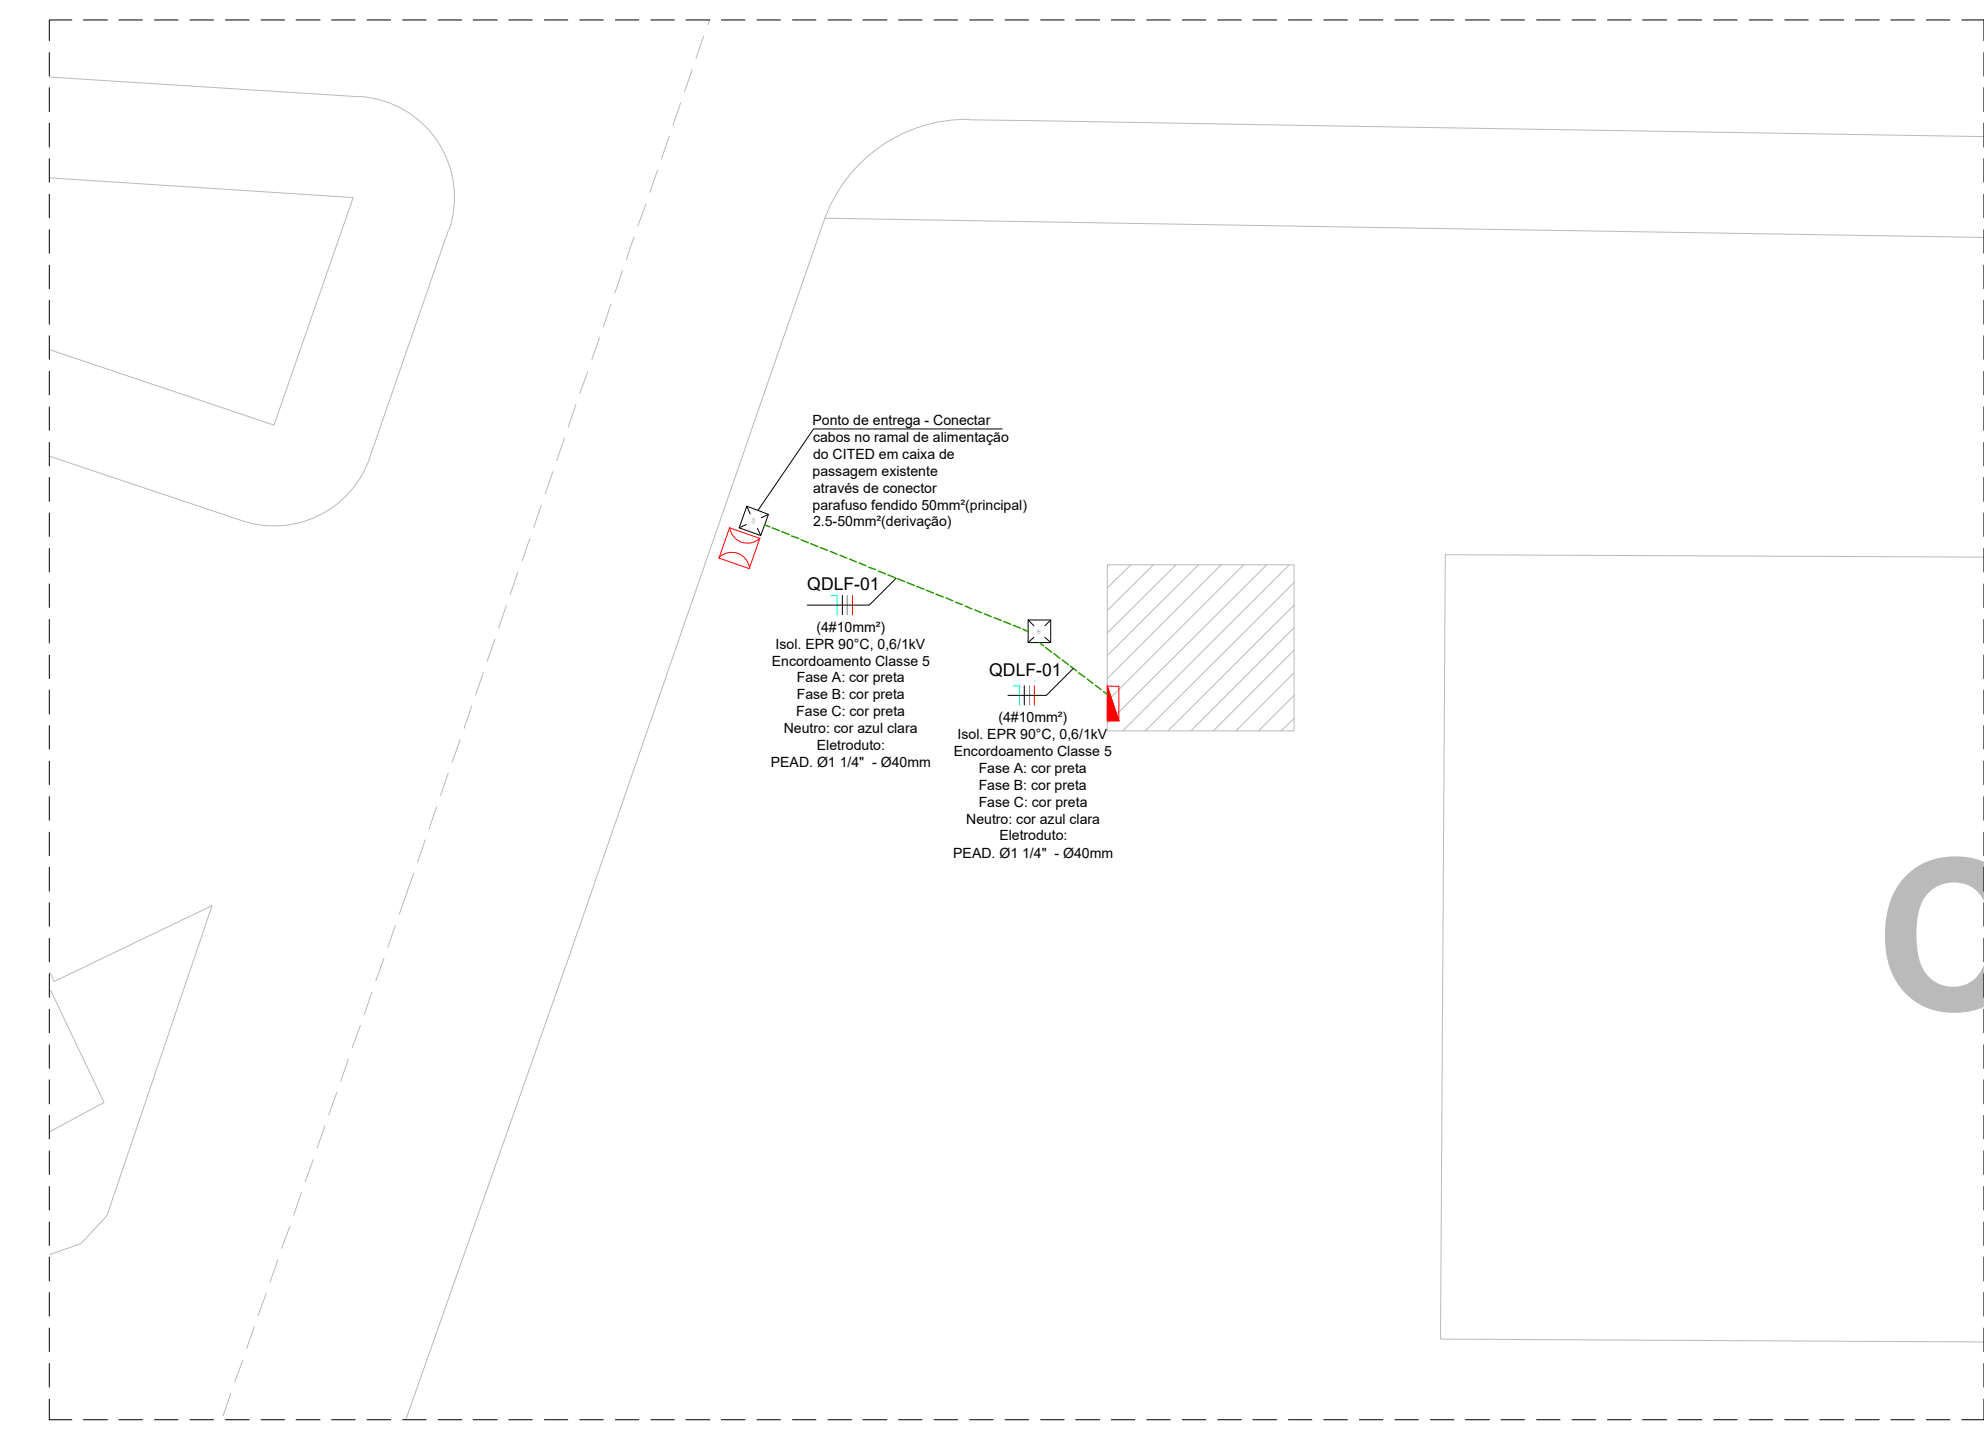 Ponto de entrega - Conectar
cabos no ramal de alimentação
do CITED em caixa de
passagem existente
através de conector
parafuso fendido 50mm²(principal)
2.5-50mm²(derivação)
QDLF-01
(4#10mm²)
Isol. EPR 90°C, 0,6/1kV
Encordoamento Classe 5
Fase A: cor preta
Fase B: cor preta
Fase C: cor preta
Neutro: cor azul clara
Eletroduto:
PEAD. Ø1 1/4" - Ø40mm
QDLF-01
(4#10mm²)
Isol. EPR 90°C, 0,6/1kV
Encordoamento Classe 5
Fase A: cor preta
Fase B: cor preta
Fase C: cor preta
Neutro: cor azul clara
Eletroduto:
PEAD. Ø1 1/4" - Ø40mm